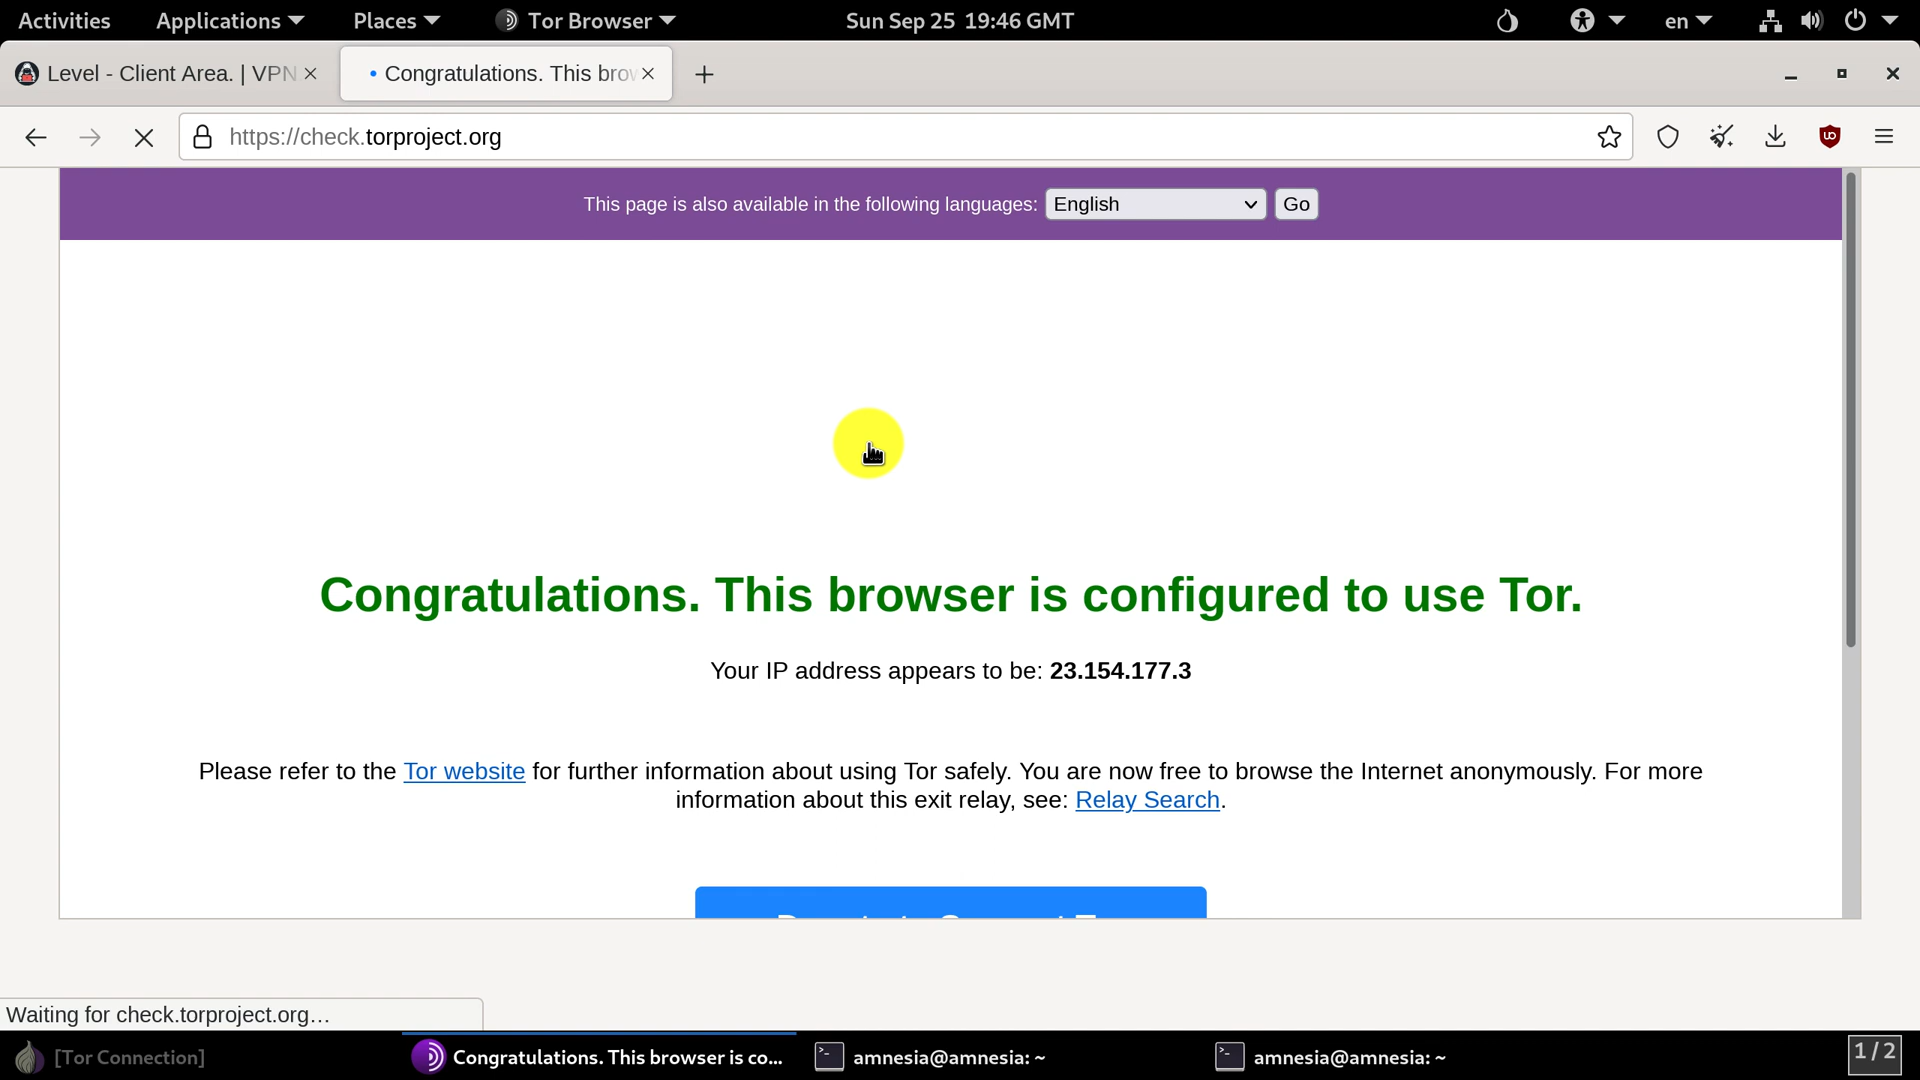 Activities Applications Places Tor Browser Sun Sep 25 19:46 GMT en
Level - Client Area. | VPN Congratulations. This brow
https://check.torproject.org
This page is also available in the following languages: English Go
Congratulations. This browser is configured to use Tor.
Your IP address appears to be: 23.154.177.3
Please refer to the Tor website for further information about using Tor safely. You are now free to browse the Internet anonymously. For more
information about this exit relay, see: Relay Search.
Waiting for check.torproject.org…
[Tor Connection] Congratulations. This browser is co... amnesia@amnesia: ~ amnesia@amnesia: ~ 1 / 2